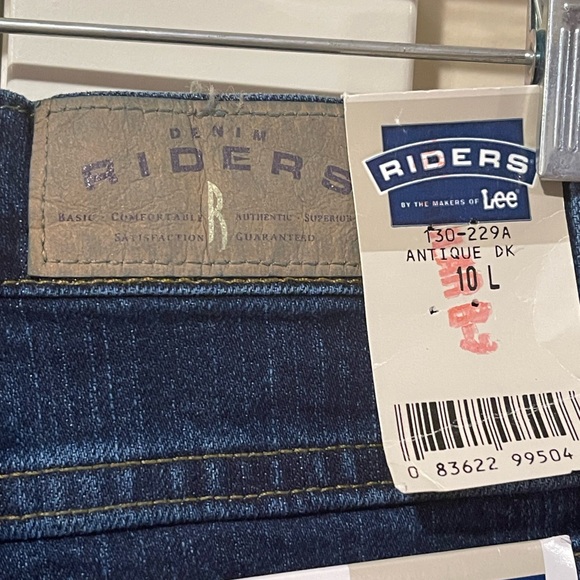 DENIM
RIDERS
R
BASIC · COMFORTABLE AUTHENTIC · SUPERIOR
SATISFACTION GUARANTEED
RIDERS
BY THE MAKERS OF Lee
130-229A
ANTIQUE DK
10 L
0 83622 99504